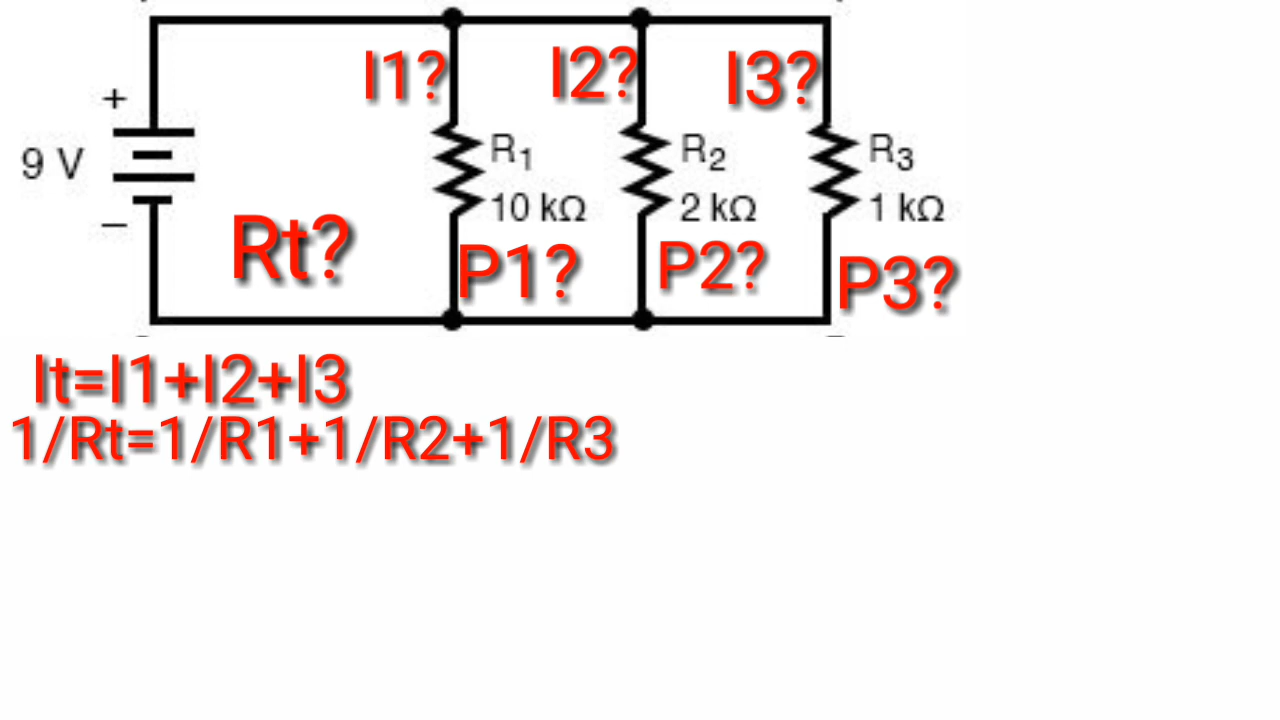 I1? I2? I3?
+
9 V
R1 R2 R3
10 kΩ 2 kΩ 1 kΩ
−
Rt?
P1? P2? P3?
It=I1+I2+I3
1/Rt=1/R1+1/R2+1/R3